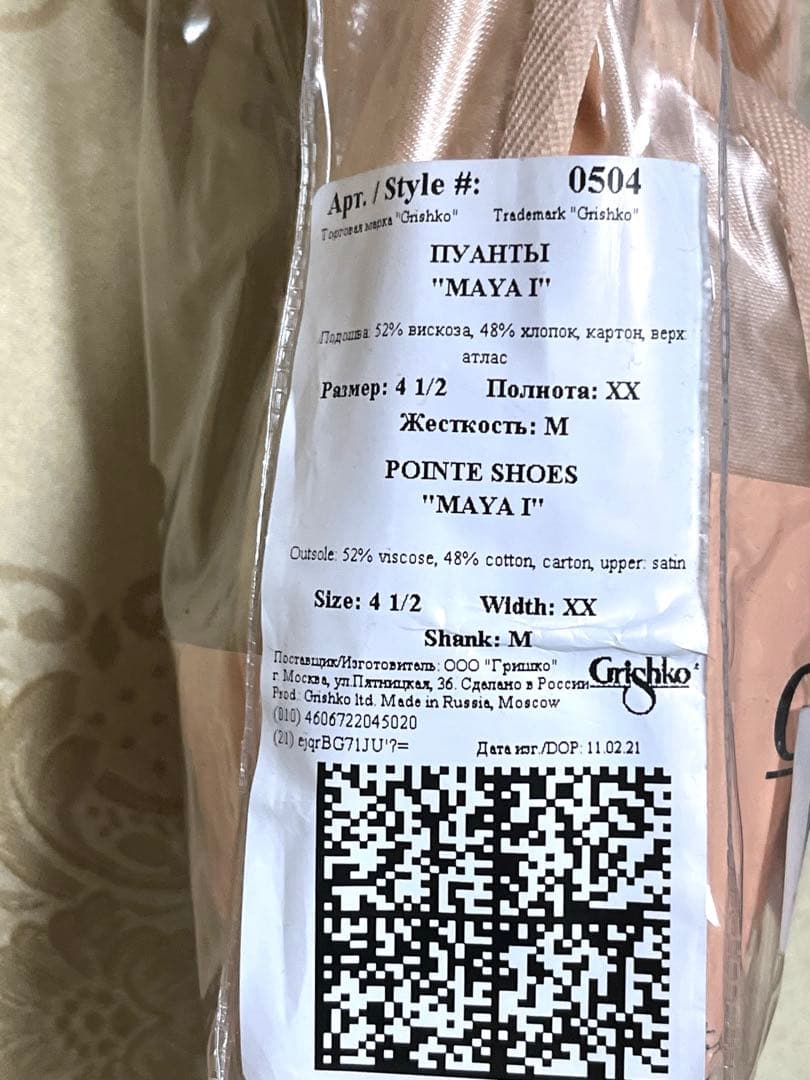 Арт. / Style #: 0504
Торговая марка "Grishko" Trademark "Grishko"
ПУАНТЫ
"MAYA I"
Подошва: 52% вискоза, 48% хлопок, картон, верх:
атлас
Размер: 4 1/2 Полнота: XX
Жесткость: M
POINTE SHOES
"MAYA I"
Outsole: 52% viscose, 48% cotton, carton, upper: satin
Size: 4 1/2 Width: XX
Shank: M
Поставщик/Изготовитель: ООО "Гришко"
г. Москва, ул.Пятницкая, 36. Сделано в России
Grishko
Prod.: Grishko ltd. Made in Russia, Moscow
(010) 4606722045020
(21) ejqrBG71JU'?=
Дата изг./DOP: 11.02.21